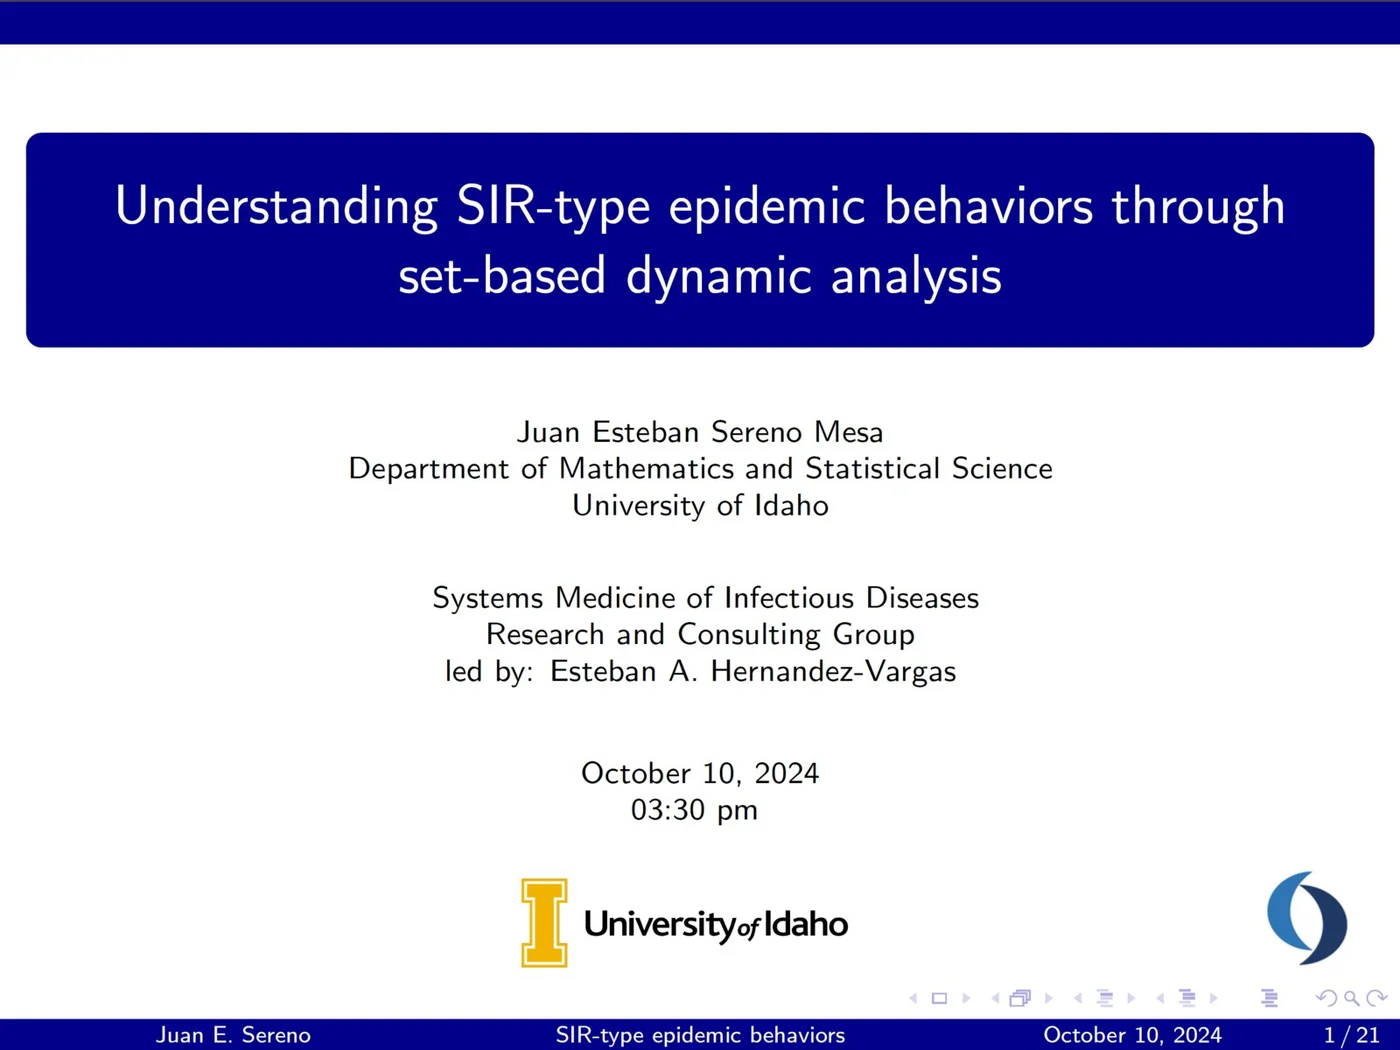 Understanding SIR-type epidemic behaviors through
set-based dynamic analysis
Juan Esteban Sereno Mesa
Department of Mathematics and Statistical Science
University of Idaho
Systems Medicine of Infectious Diseases
Research and Consulting Group
led by: Esteban A. Hernandez-Vargas
October 10, 2024
03:30 pm
I University of Idaho
Juan E. Sereno SIR-type epidemic behaviors October 10, 2024 1 / 21